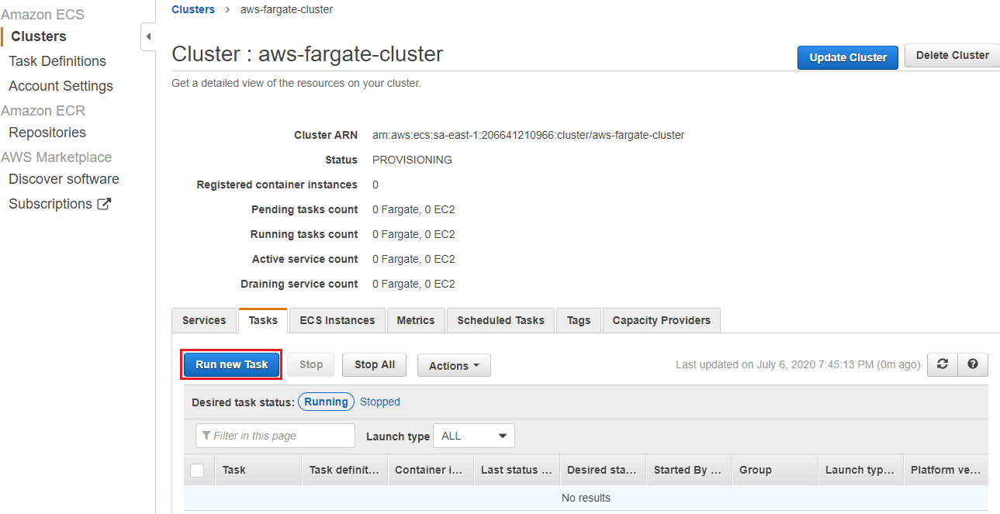 Amazon ECS
Clusters
Task Definitions
Account Settings
Amazon ECR
Repositories
AWS Marketplace
Discover software
Subscriptions
Clusters > aws-fargate-cluster
Cluster : aws-fargate-cluster
Update Cluster Delete Cluster
Get a detailed view of the resources on your cluster.
Cluster ARN arn:aws:ecs:sa-east-1:206641210966:cluster/aws-fargate-cluster
Status PROVISIONING
Registered container instances 0
Pending tasks count 0 Fargate, 0 EC2
Running tasks count 0 Fargate, 0 EC2
Active service count 0 Fargate, 0 EC2
Draining service count 0 Fargate, 0 EC2
Services Tasks ECS Instances Metrics Scheduled Tasks Tags Capacity Providers
Run new Task Stop Stop All Actions Last updated on July 6, 2020 7:45:13 PM (0m ago)
Desired task status: Running Stopped
Filter in this page Launch type ALL
Task Task definit... Container i... Last status ... Desired sta... Started By ... Group Launch typ... Platform ve...
No results